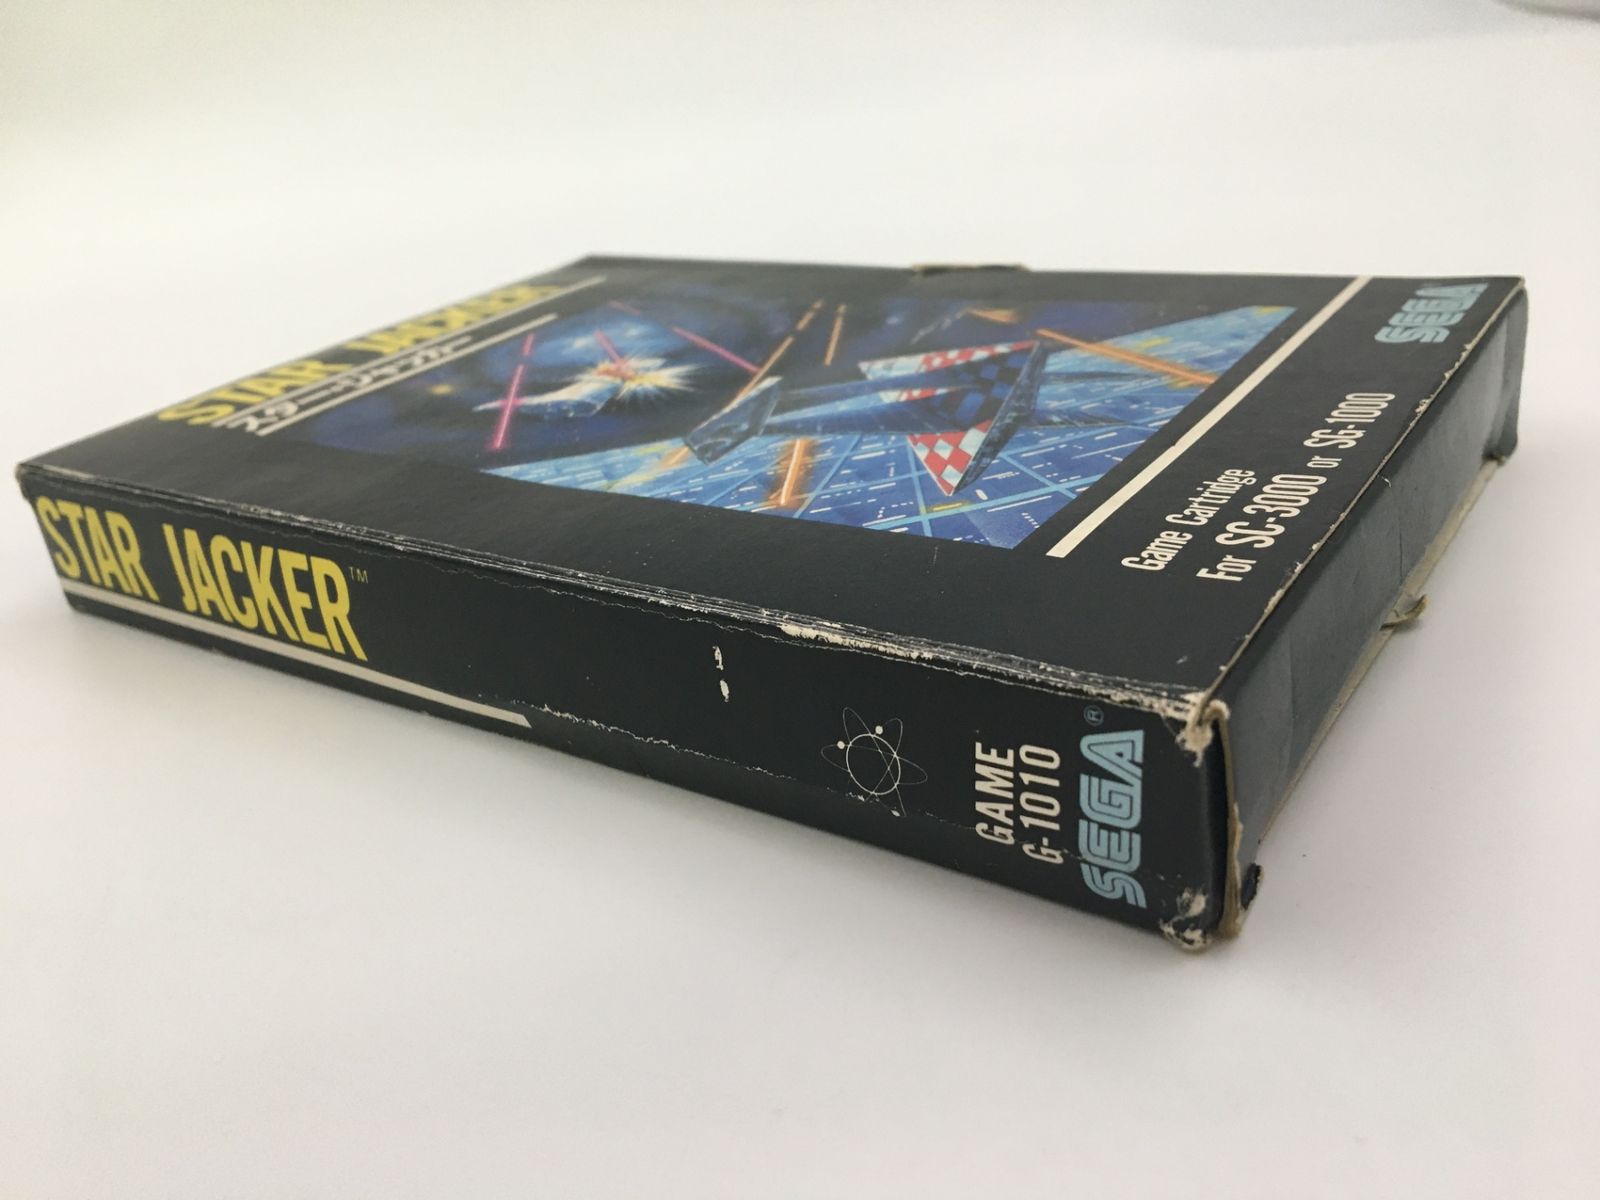 STAR JACKER
スタージャッカー
SEGA
Game Cartridge
For SC-3000 or SG-1000
STAR JACKER™
GAME
G-1010
SEGA®